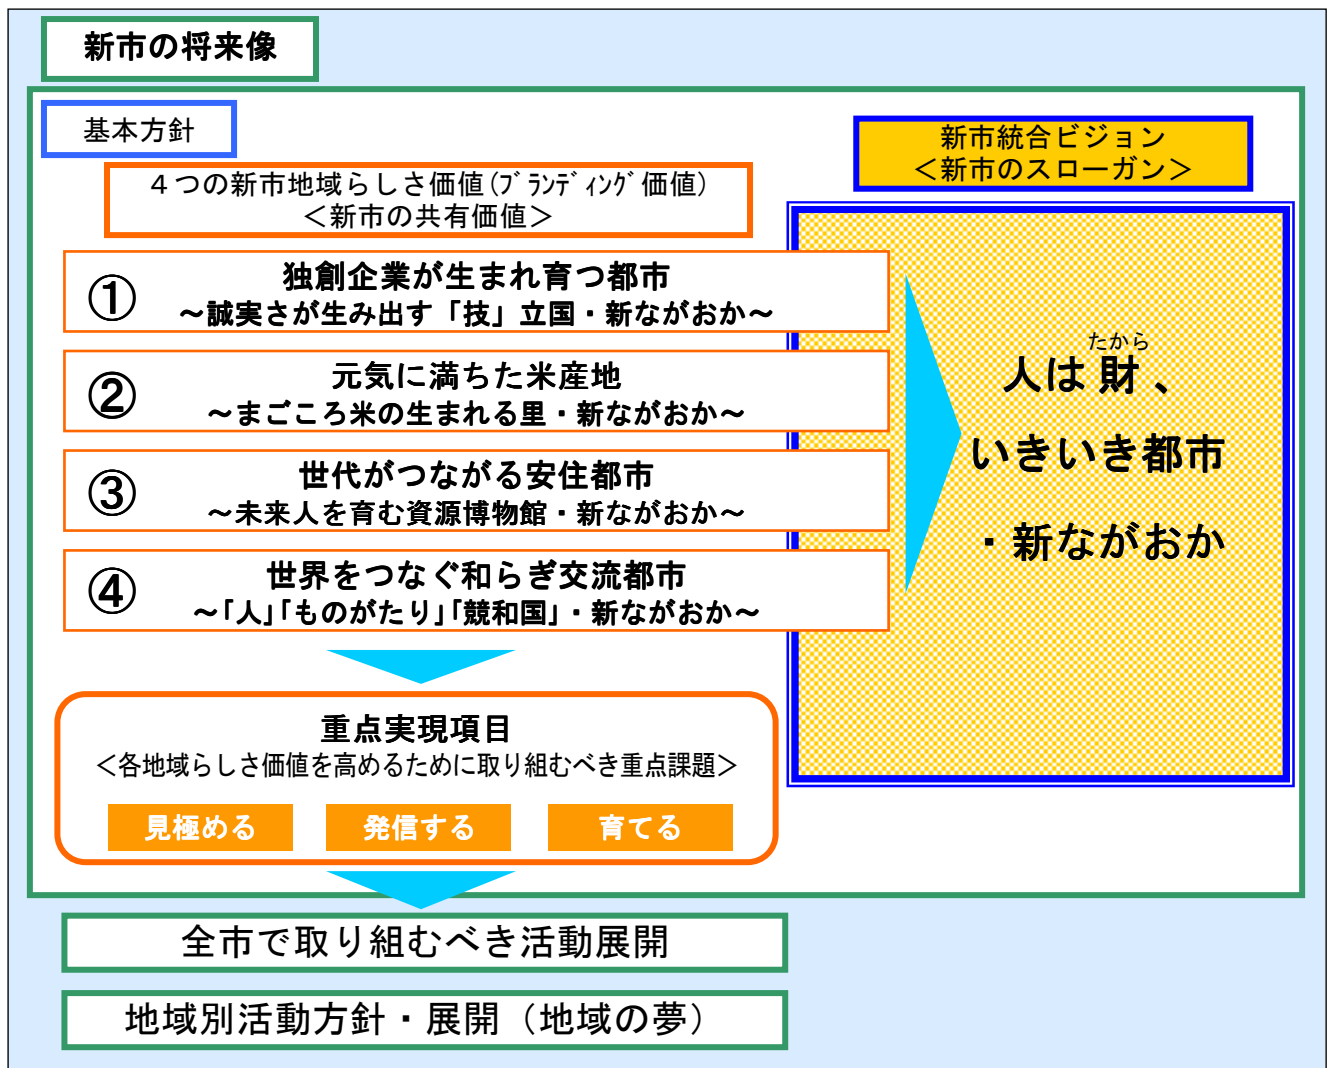 新市の将来像
基本方針
４つの新市地域らしさ価値(ﾌﾞﾗﾝﾃﾞｨﾝｸﾞ価値)
＜新市の共有価値＞
新市統合ビジョン
＜新市のスローガン＞
① 独創企業が生まれ育つ都市
～誠実さが生み出す「技」立国・新ながおか～
② 元気に満ちた米産地
～まごころ米の生まれる里・新ながおか～
③ 世代がつながる安住都市
～未来人を育む資源博物館・新ながおか～
④ 世界をつなぐ和らぎ交流都市
～「人」「ものがたり」「競和国」・新ながおか～
たから
人は財、
いきいき都市
・新ながおか
重点実現項目
＜各地域らしさ価値を高めるために取り組むべき重点課題＞
見極める 発信する 育てる
全市で取り組むべき活動展開
地域別活動方針・展開（地域の夢）